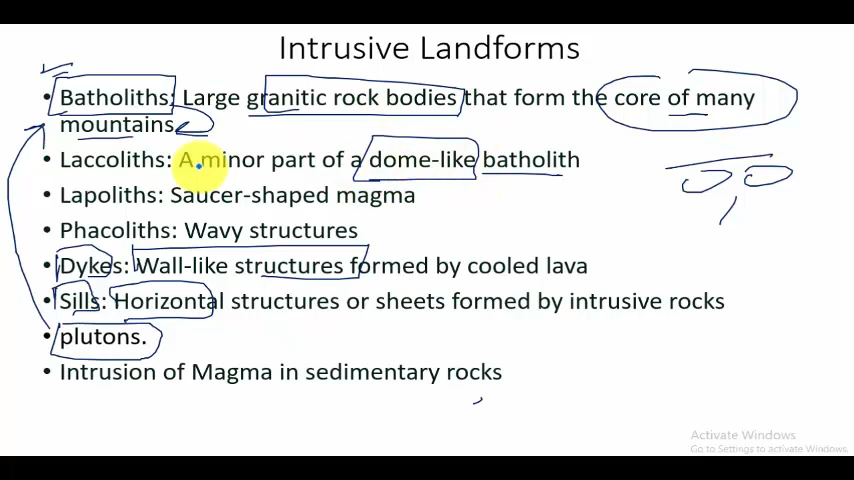 Intrusive Landforms
• Batholiths: Large granitic rock bodies that form the core of many
mountains
• Laccoliths: A minor part of a dome-like batholith
• Lapoliths: Saucer-shaped magma
• Phacoliths: Wavy structures
• Dykes: Wall-like structures formed by cooled lava
• Sills: Horizontal structures or sheets formed by intrusive rocks
• plutons.
• Intrusion of Magma in sedimentary rocks
Activate Windows
Go to Settings to activate Windows.